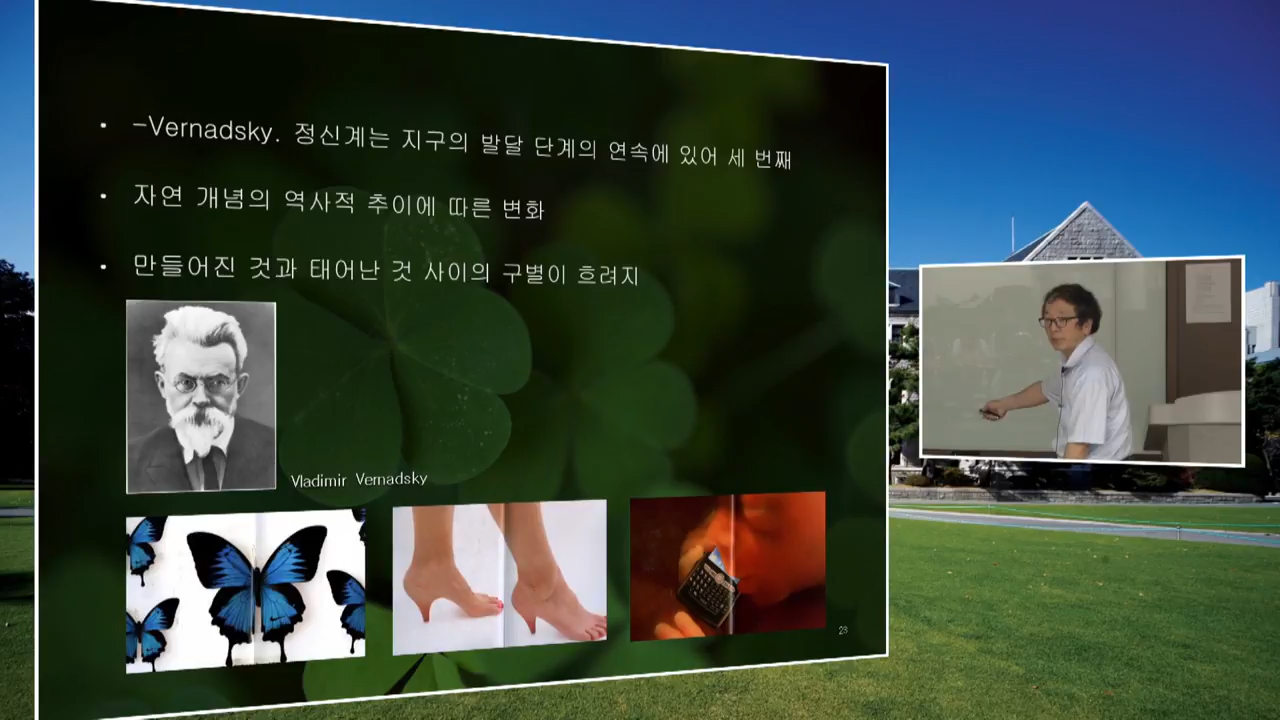 • -Vernadsky. 정신계는 지구의 발달 단계의 연속에 있어 세 번째
• 자연 개념의 역사적 추이에 따른 변화
• 만들어진 것과 태어난 것 사이의 구별이 흐려지
Vladimir Vernadsky
23